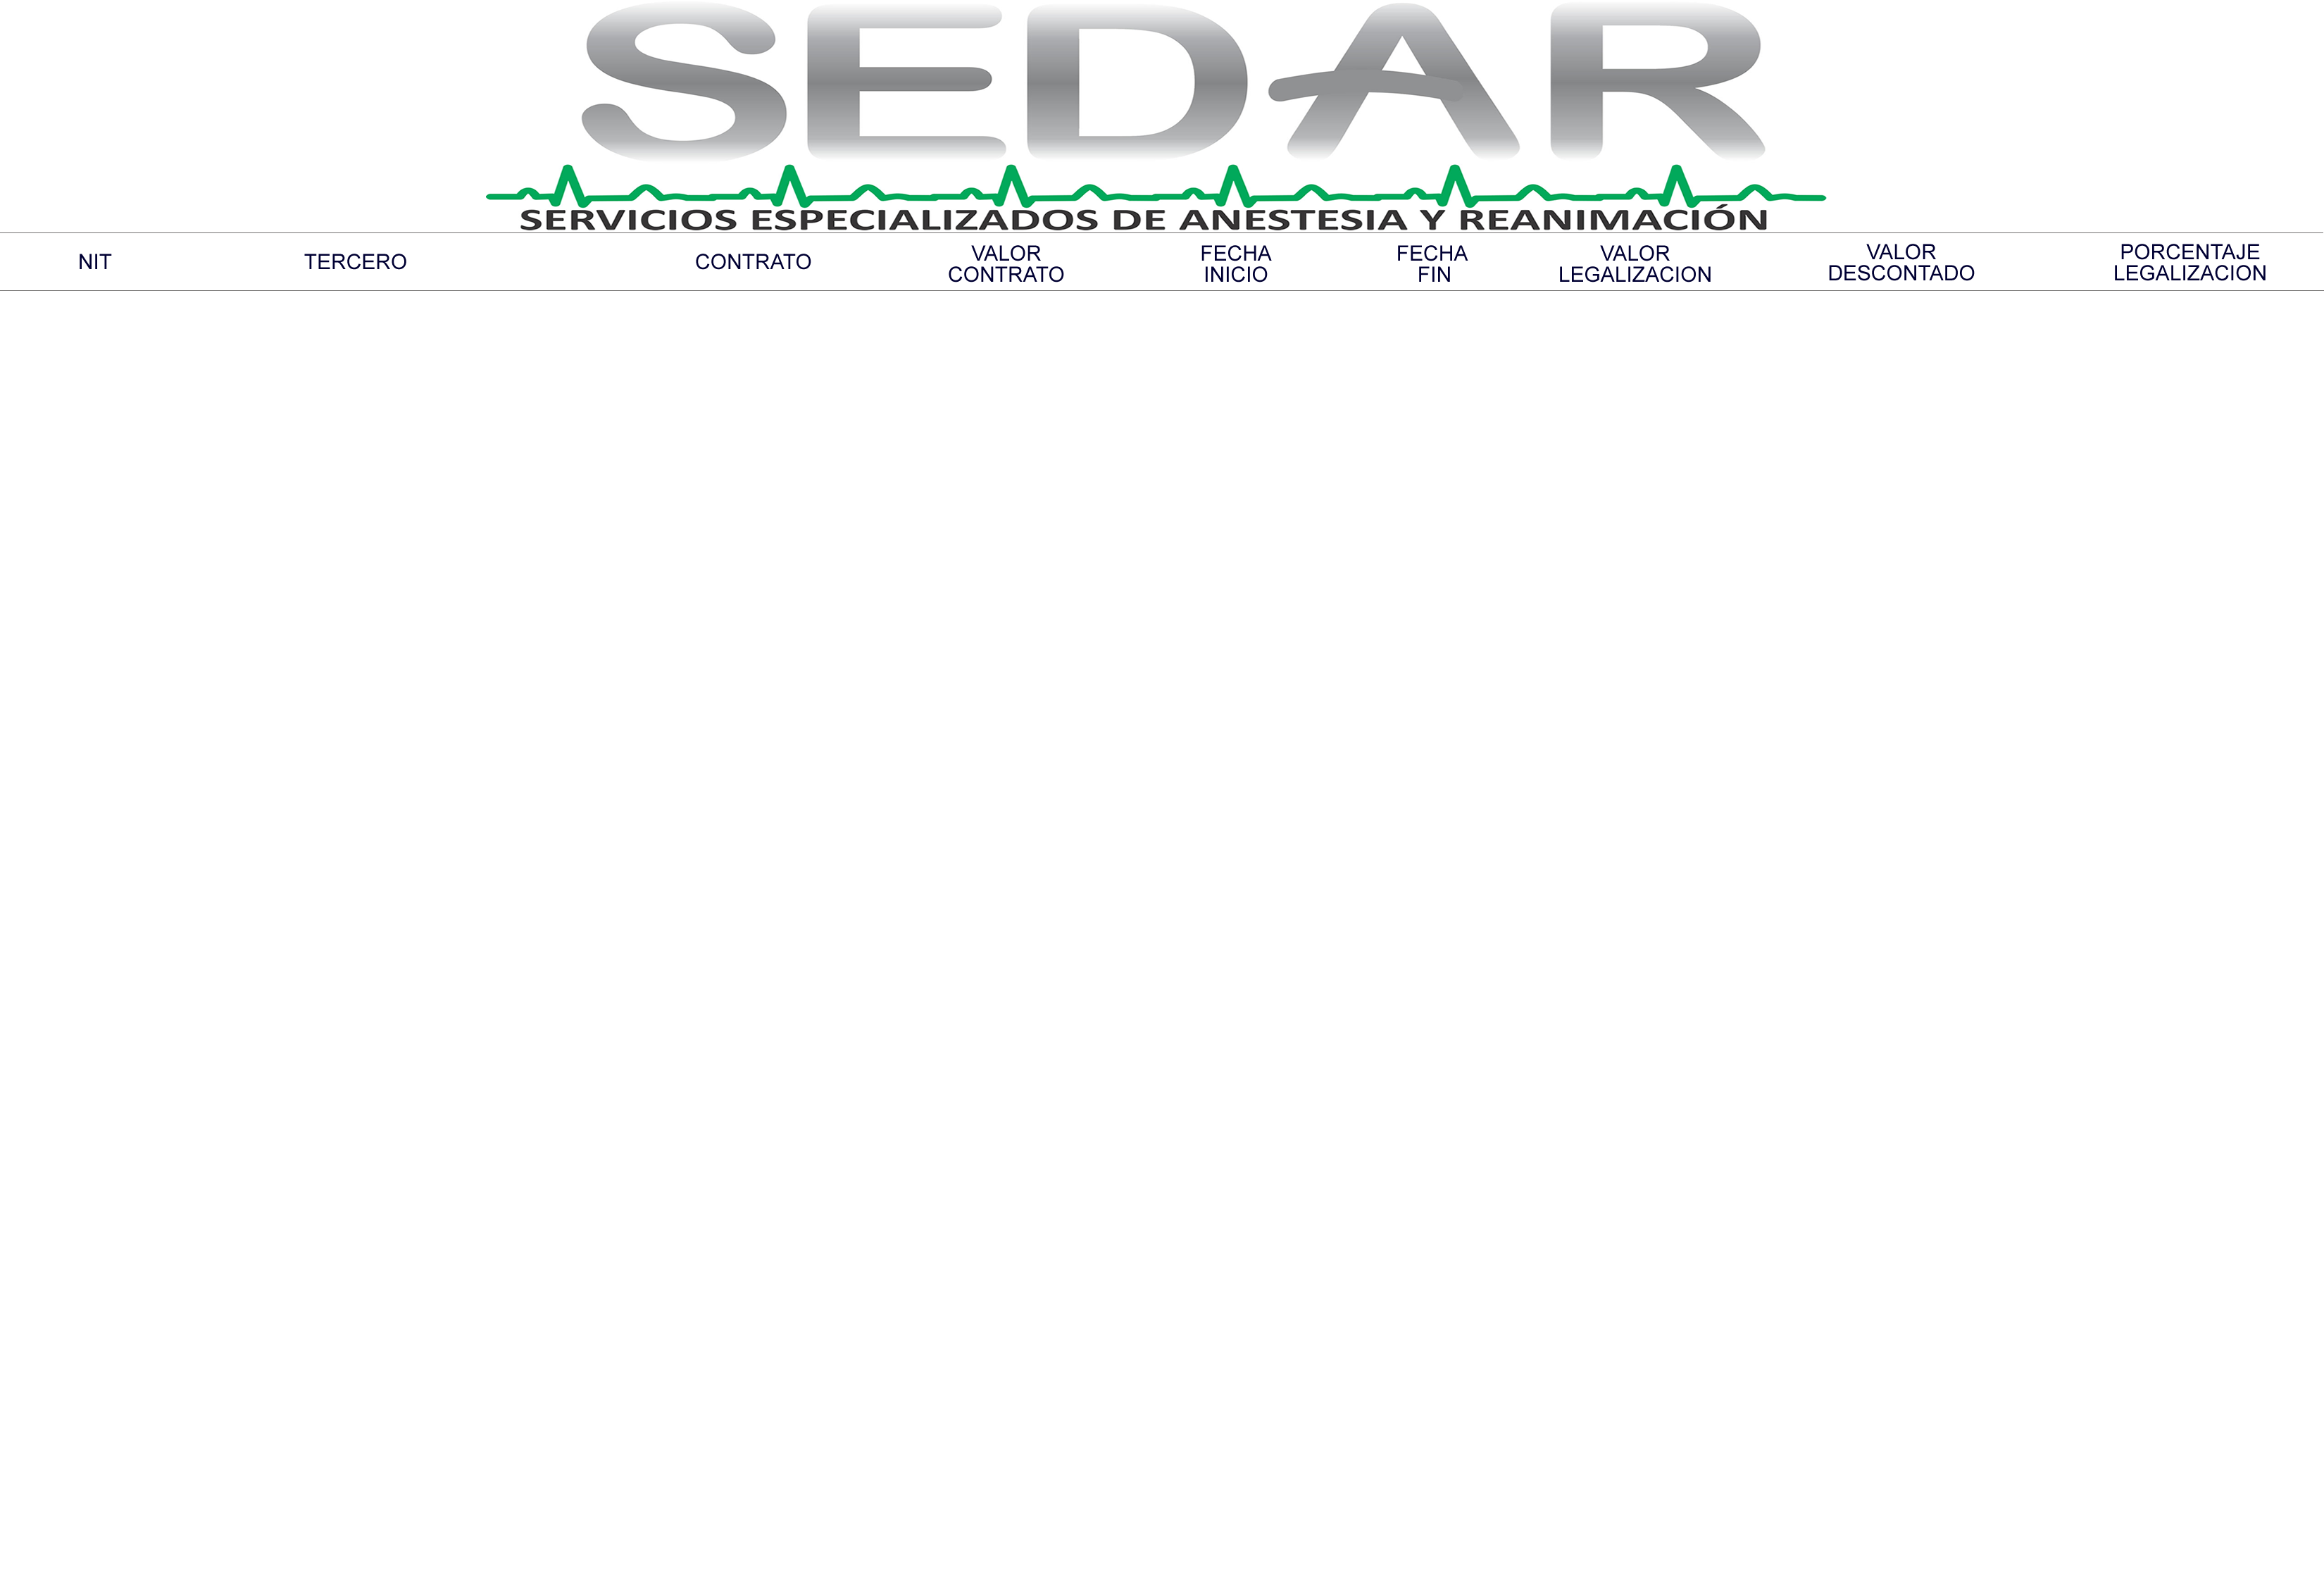 SEDAR
SERVICIOS ESPECIALIZADOS DE ANESTESIA Y REANIMACIÓN
NIT
TERCERO
CONTRATO
VALOR
CONTRATO
FECHA
INICIO
FECHA
FIN
VALOR
LEGALIZACION
VALOR
DESCONTADO
PORCENTAJE
LEGALIZACION